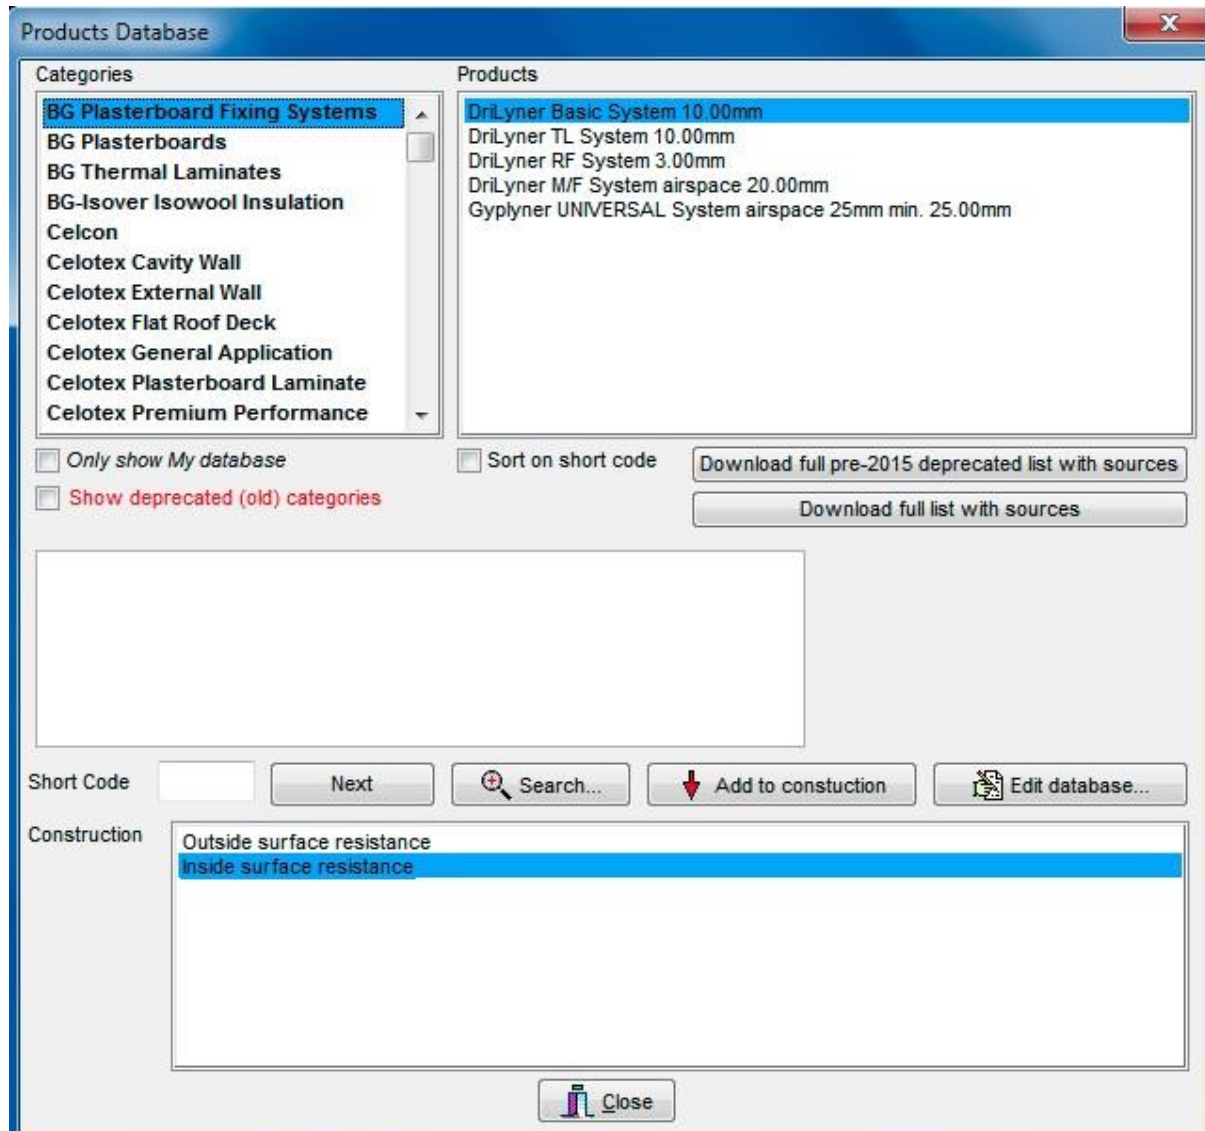 Products Database
X
Categories
BG Plasterboard Fixing Systems
BG Plasterboards
BG Thermal Laminates
BG-Isover Isowool Insulation
Celcon
Celotex Cavity Wall
Celotex External Wall
Celotex Flat Roof Deck
Celotex General Application
Celotex Plasterboard Laminate
Celotex Premium Performance
Products
DriLyner Basic System 10.00mm
DriLyner TL System 10.00mm
DriLyner RF System 3.00mm
DriLyner M/F System airspace 20.00mm
Gyplyner UNIVERSAL System airspace 25mm min. 25.00mm
Only show My database
Show deprecated (old) categories
Sort on short code
Download full pre-2015 deprecated list with sources
Download full list with sources
Short Code
Next
Search...
Add to constuction
Edit database...
Construction
Outside surface resistance
Inside surface resistance
Close